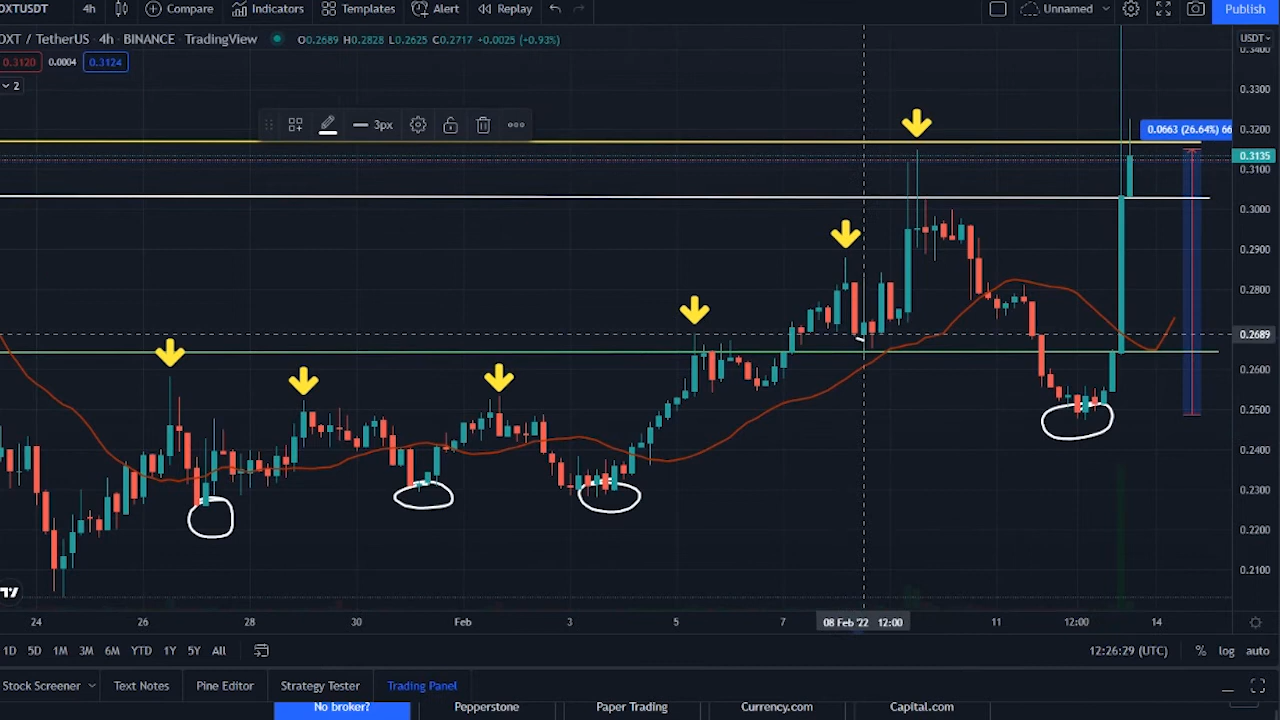 OXTUSDT 4h Compare Indicators Templates Alert Replay Unnamed Publish
OXT / TetherUS · 4h · BINANCE · TradingView O0.2689 H0.2828 L0.2625 C0.2717 +0.0025 (+0.93%) USDT
0.3120 0.0004 0.3124
2
3px
0.3400
0.3300
0.3200
0.0663 (26.64%) 66
0.3135
0.3100
0.3000
0.2900
0.2800
0.2689
0.2600
0.2500
0.2400
0.2300
0.2200
0.2100
24 26 28 30 Feb 3 5 7 08 Feb '22 12:00 11 12:00 14
1D 5D 1M 3M 6M YTD 1Y 5Y All 12:26:29 (UTC) % log auto
Stock Screener Text Notes Pine Editor Strategy Tester Trading Panel
No broker? Pepperstone Paper Trading Currency.com Capital.com